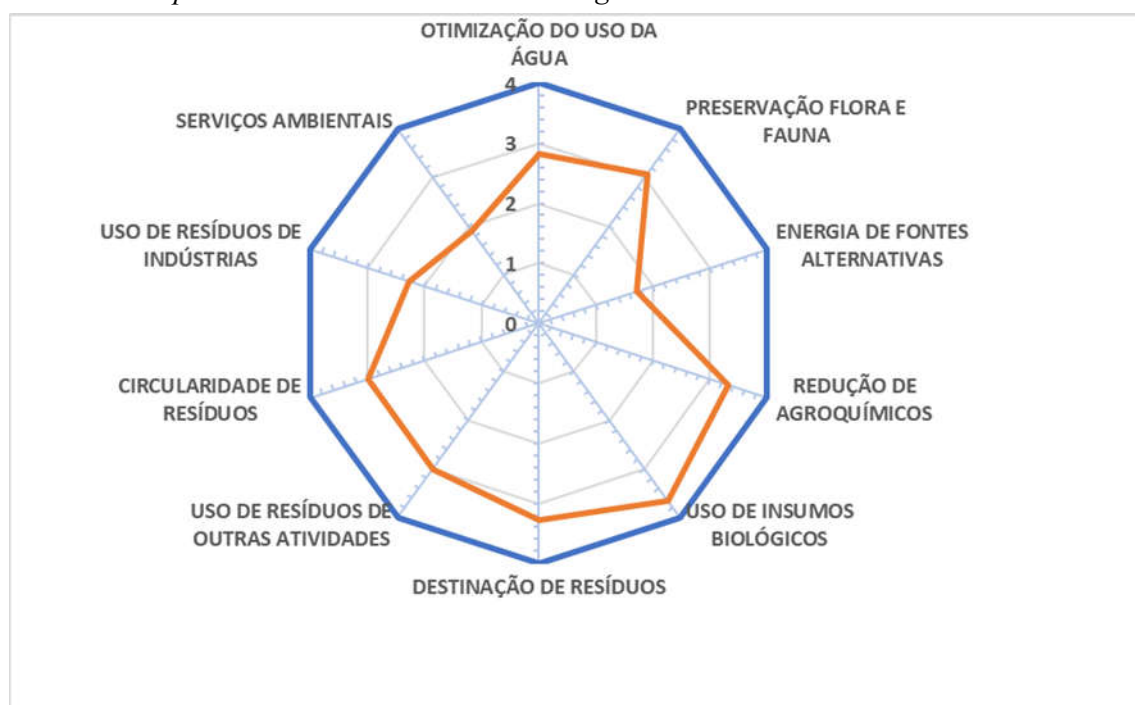 OTIMIZAÇÃO DO USO DA
ÁGUA
PRESERVAÇÃO FLORA E
FAUNA
ENERGIA DE FONTES
ALTERNATIVAS
REDUÇÃO DE
AGROQUÍMICOS
USO DE INSUMOS
BIOLÓGICOS
DESTINAÇÃO DE RESÍDUOS
USO DE RESÍDUOS DE
OUTRAS ATIVIDADES
CIRCULARIDADE DE
RESÍDUOS
USO DE RESÍDUOS DE
INDÚSTRIAS
SERVIÇOS AMBIENTAIS
4
3
2
1
0